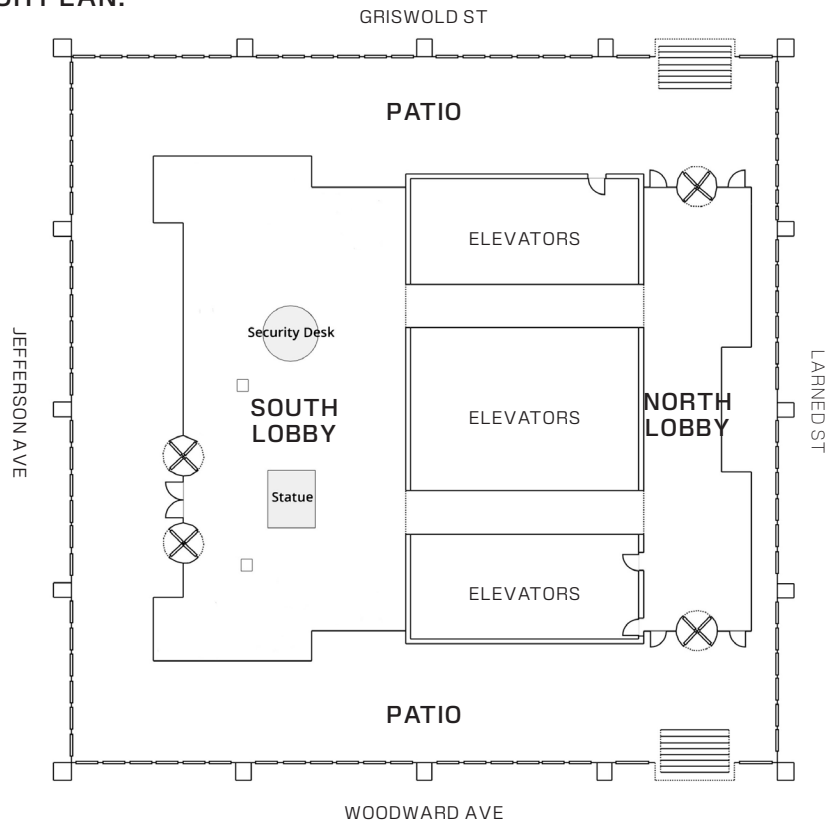 GRISWOLD ST
PATIO
ELEVATORS
Security Desk
JEFFERSON AVE
SOUTH
LOBBY
ELEVATORS
NORTH
LOBBY
LARNED ST
Statue
ELEVATORS
PATIO
WOODWARD AVE